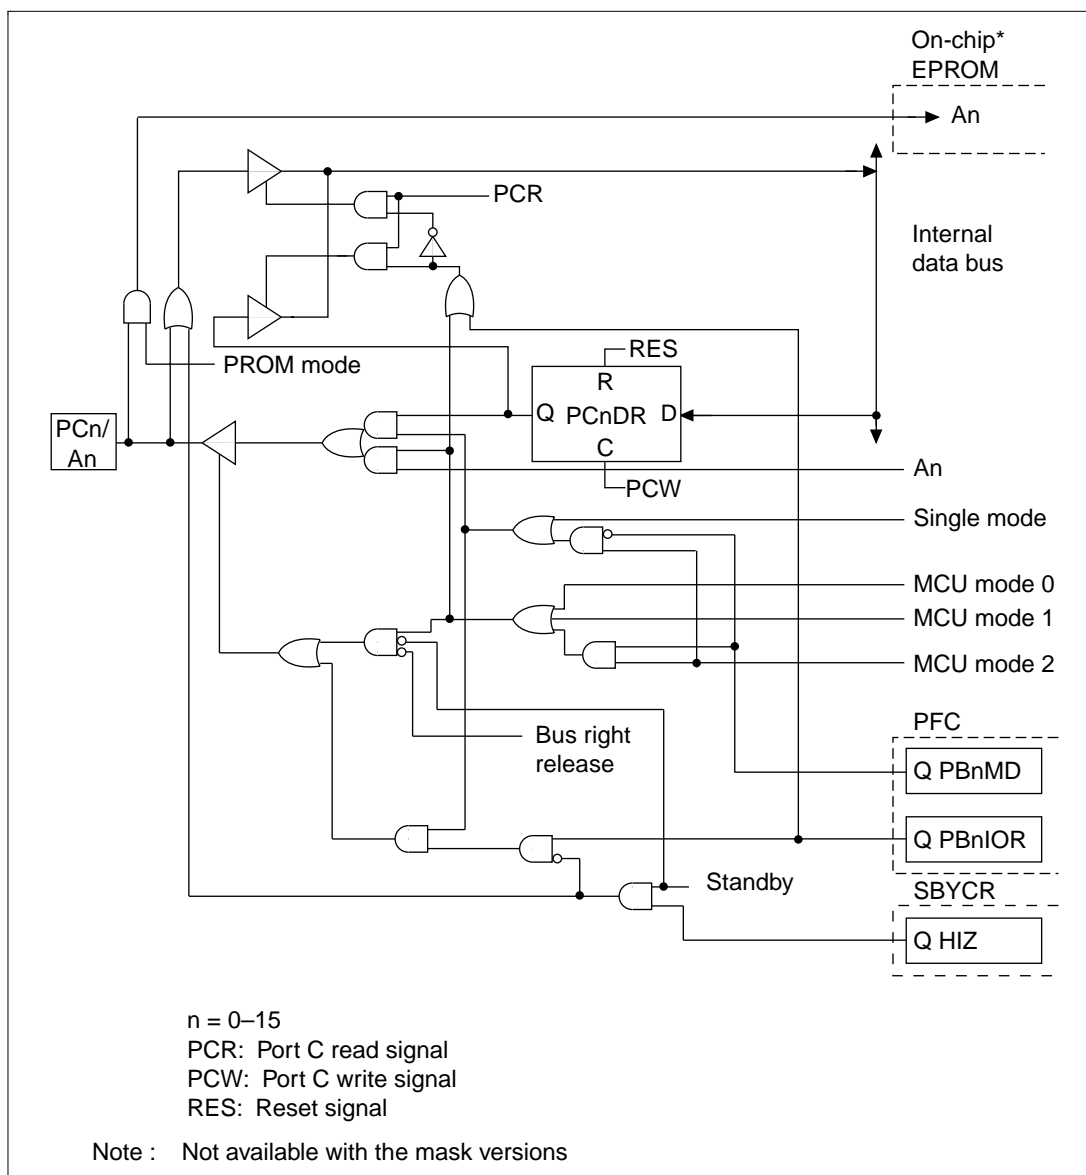 On-chip*
EPROM
An
PCR
Internal
data bus
RES
PROM mode
R
Q PCnDR D
C
PCn/
An
PCW
An
Single mode
MCU mode 0
MCU mode 1
MCU mode 2
PFC
Bus right
release
Q PBnMD
Q PBnIOR
Standby
SBYCR
Q HIZ
n = 0–15
PCR: Port C read signal
PCW: Port C write signal
RES: Reset signal
Note : Not available with the mask versions